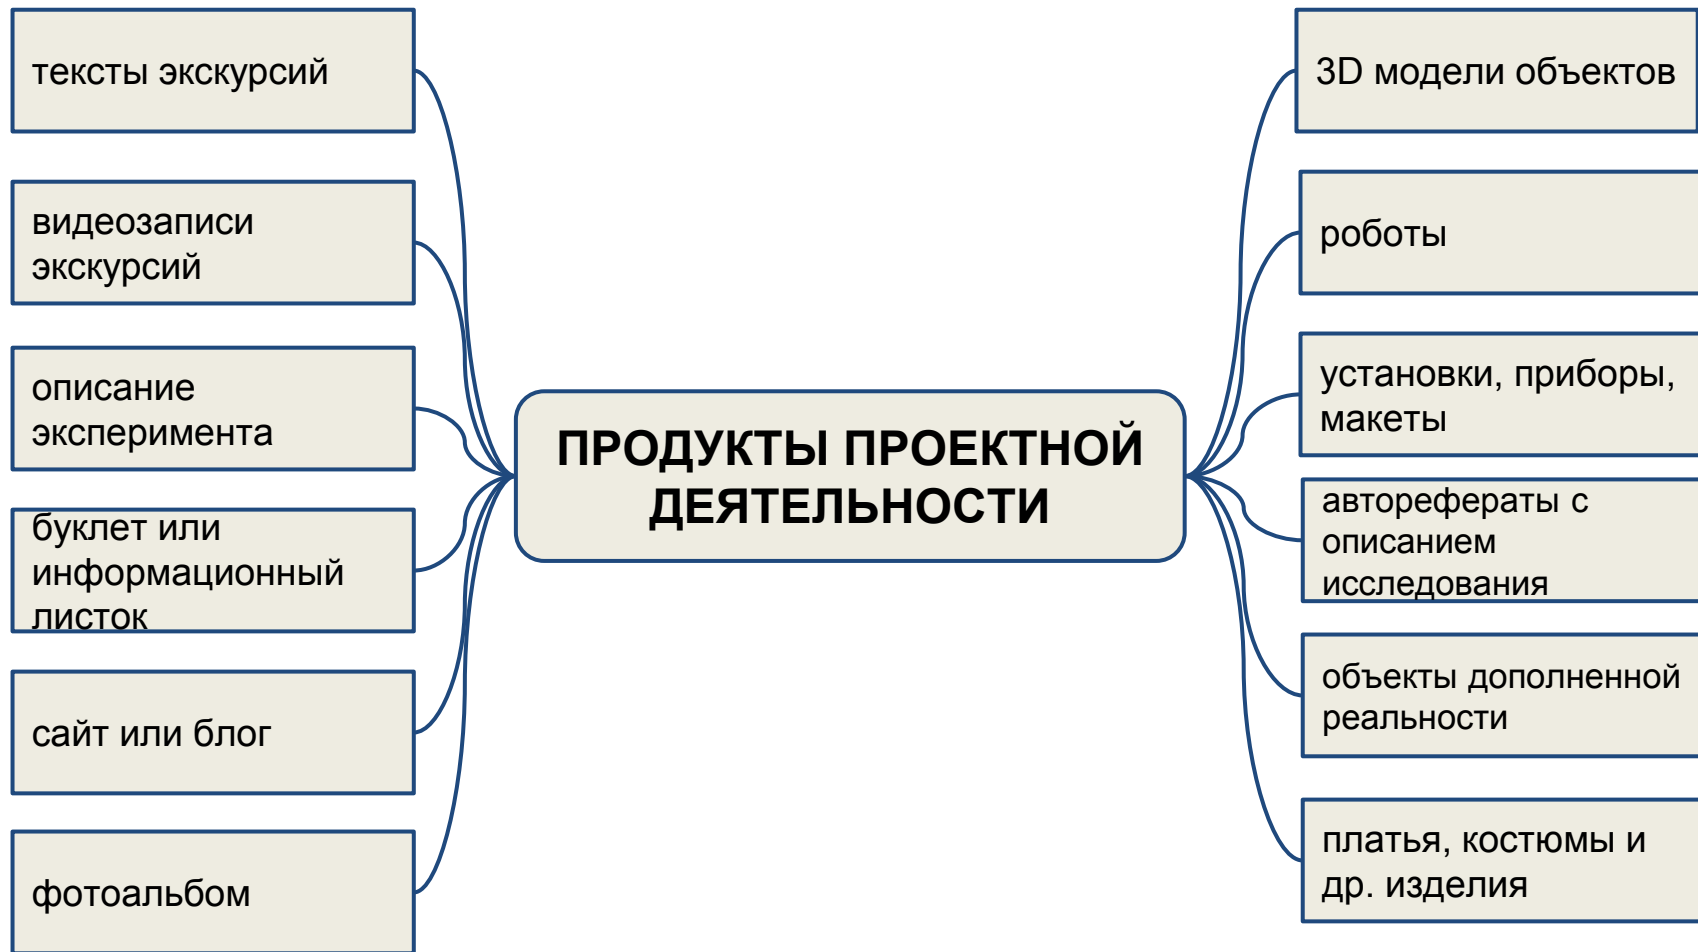 тексты экскурсий
видеозаписи
экскурсий
описание
эксперимента
буклет или
информационный
листок
сайт или блог
фотоальбом
ПРОДУКТЫ ПРОЕКТНОЙ
ДЕЯТЕЛЬНОСТИ
3D модели объектов
роботы
установки, приборы,
макеты
авторефераты с
описанием
исследования
объекты дополненной
реальности
платья, костюмы и
др. изделия